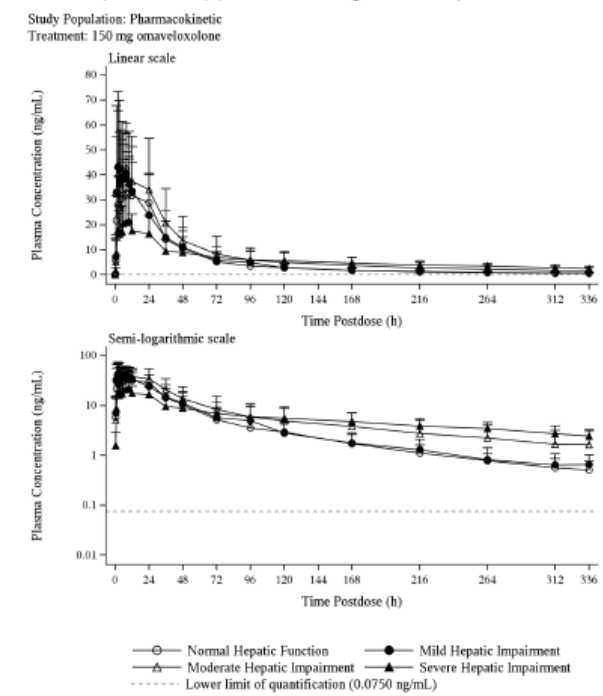 Study Population: Pharmacokinetic
Treatment: 150 mg omaveloxolone
Linear scale
Plasma Concentration (ng/mL)
80
70
60
50
40
30
20
10
0
0 24 48 72 96 120 144 168 216 264 312 336
Time Postdose (h)
Semi-logarithmic scale
Plasma Concentration (ng/mL)
100
10
1
0.1
0.01
0 24 48 72 96 120 144 168 216 264 312 336
Time Postdose (h)
Normal Hepatic Function Mild Hepatic Impairment
Moderate Hepatic Impairment Severe Hepatic Impairment
Lower limit of quantification (0.0750 ng/mL)